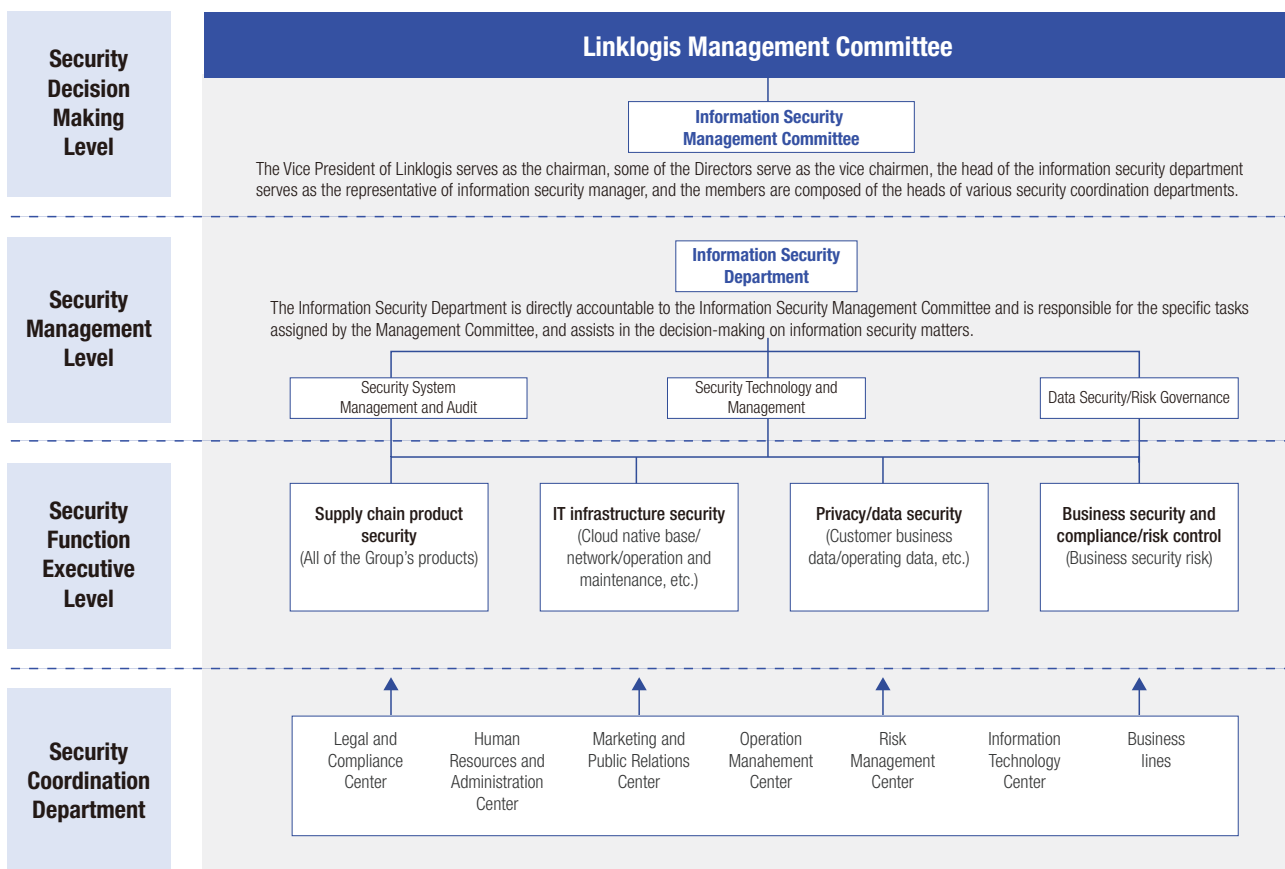 Security
Decision
Making
Level
Linklogis Management Committee
Information Security
Management Committee
The Vice President of Linklogis serves as the chairman, some of the Directors serve as the vice chairmen, the head of the information security department
serves as the representative of information security manager, and the members are composed of the heads of various security coordination departments.
Security
Management
Level
Information Security
Department
The Information Security Department is directly accountable to the Information Security Management Committee and is responsible for the specific tasks
assigned by the Management Committee, and assists in the decision-making on information security matters.
Security System
Management and Audit
Security Technology and
Management
Data Security/Risk Governance
Security
Function
Executive
Level
Supply chain product
security
(All of the Group's products)
IT infrastructure security
(Cloud native base/
network/operation and
maintenance, etc.)
Privacy/data security
(Customer business
data/operating data, etc.)
Business security and
compliance/risk control
(Business security risk)
Security
Coordination
Department
Legal and
Compliance
Center
Human
Resources and
Administration
Center
Marketing and
Public Relations
Center
Operation
Manahement
Center
Risk
Management
Center
Information
Technology
Center
Business
lines